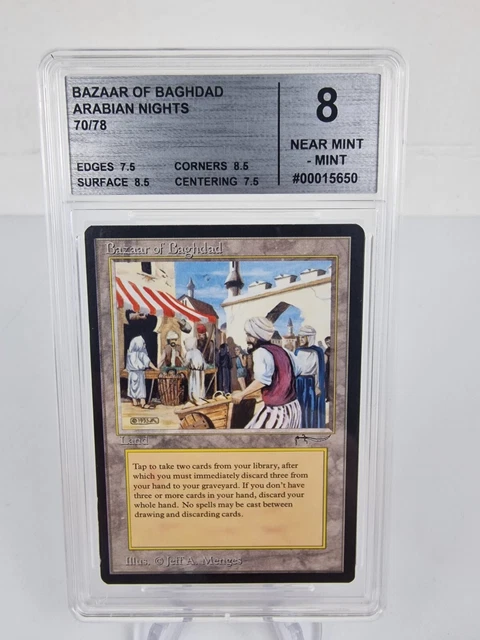 BAZAAR OF BAGHDAD
ARABIAN NIGHTS
70/78
EDGES 7.5 CORNERS 8.5
SURFACE 8.5 CENTERING 7.5
8
NEAR MINT
- MINT
#00015650
Bazaar of Baghdad
Land
Tap to take two cards from your library, after
which you must immediately discard three from
your hand to your graveyard. If you don't have
three or more cards in your hand, discard your
whole hand. No spells may be cast between
drawing and discarding cards.
Illus. © Jeff A. Menges